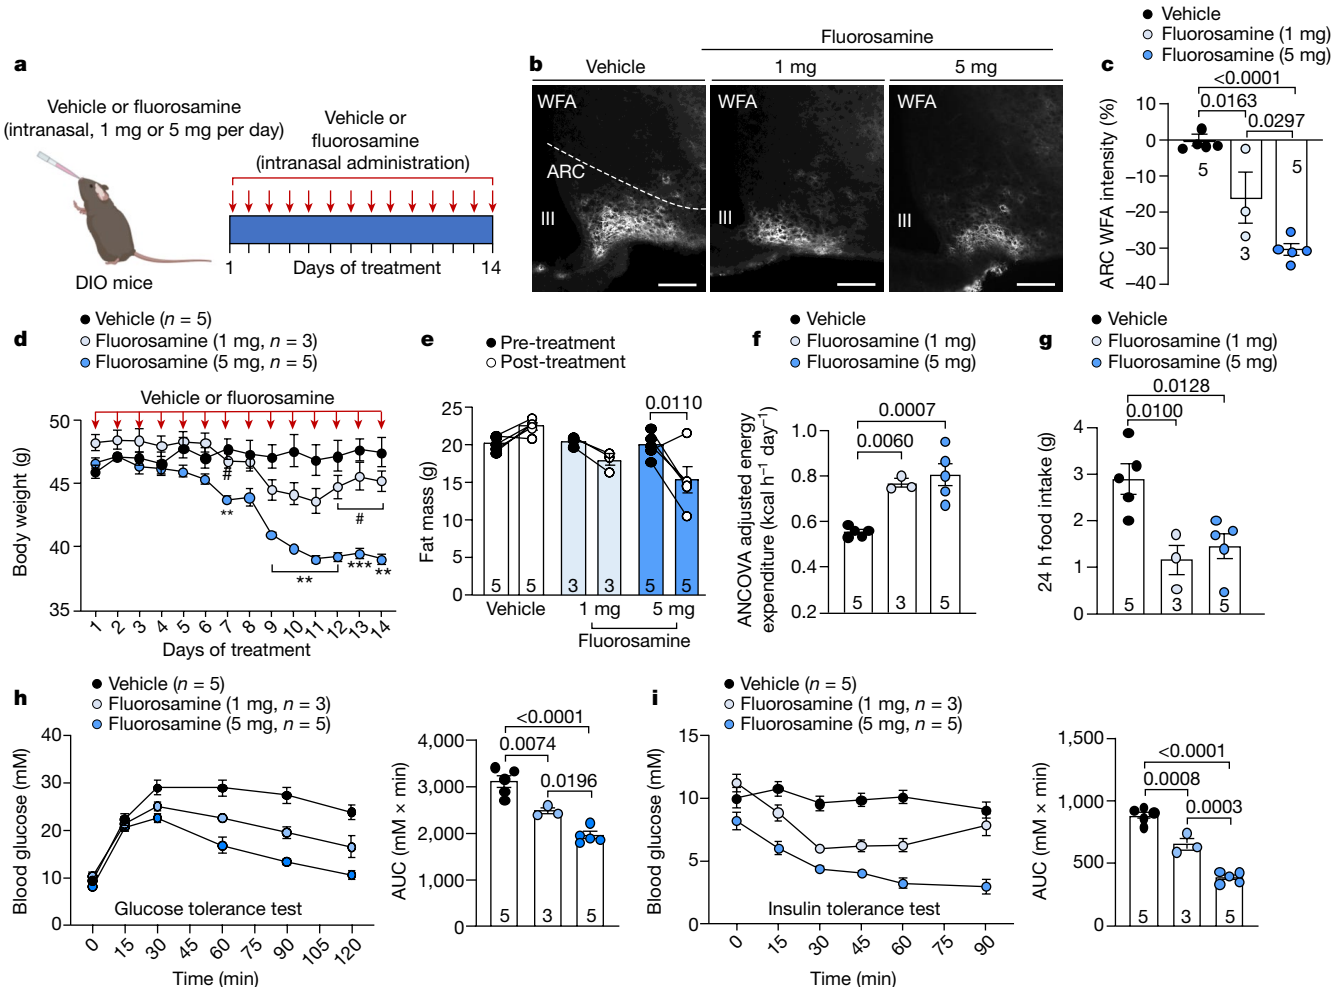 a
Vehicle or fluorosamine
(intranasal, 1 mg or 5 mg per day)
DIO mice
Vehicle or
fluorosamine
(intranasal administration)
1
Days of treatment
14
b
Fluorosamine
Vehicle
1 mg
5 mg
WFA
ARC
III
WFA
III
WFA
III
c
Vehicle
Fluorosamine (1 mg)
Fluorosamine (5 mg)
<0.0001
0.0163
0.0297
ARC WFA intensity (%)
10
0
–10
–20
–30
–40
5
3
5
d
Vehicle (n = 5)
Fluorosamine (1 mg, n = 3)
Fluorosamine (5 mg, n = 5)
Vehicle or fluorosamine
Body weight (g)
50
45
40
35
#
**
#
**
***
**
1 2 3 4 5 6 7 8 9 10 11 12 13 14
Days of treatment
e
Pre-treatment
Post-treatment
0.0110
Fat mass (g)
25
20
15
10
5
0
5 5 3 3 5 5
Vehicle
1 mg
5 mg
Fluorosamine
f
Vehicle
Fluorosamine (1 mg)
Fluorosamine (5 mg)
0.0007
0.0060
ANCOVA adjusted energy
expenditure (kcal h⁻¹ day⁻¹)
1.0
0.8
0.6
0.4
0.2
5 3 5
g
Vehicle
Fluorosamine (1 mg)
Fluorosamine (5 mg)
0.0128
0.0100
24 h food intake (g)
4
3
2
1
0
5 3 5
h
Vehicle (n = 5)
Fluorosamine (1 mg, n = 3)
Fluorosamine (5 mg, n = 5)
Blood glucose (mM)
40
30
20
10
0
Glucose tolerance test
0 15 30 45 60 75 90 105 120
Time (min)
<0.0001
0.0074
0.0196
AUC (mM × min)
4,000
3,000
2,000
1,000
0
5 3 5
i
Vehicle (n = 5)
Fluorosamine (1 mg, n = 3)
Fluorosamine (5 mg, n = 5)
Blood glucose (mM)
15
10
5
0
Insulin tolerance test
0 15 30 45 60 75 90
Time (min)
<0.0001
0.0008
0.0003
AUC (mM × min)
1,500
1,000
500
0
5 3 5